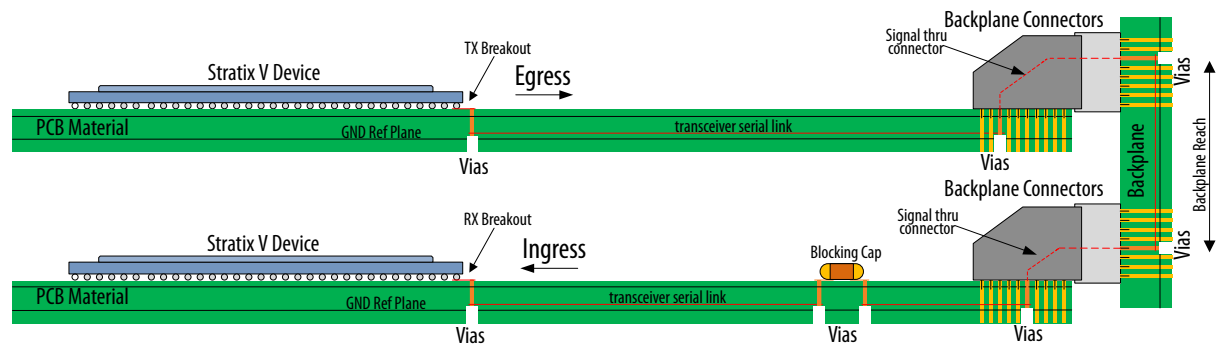 Backplane Connectors
Signal thru
connector
TX Breakout
Stratix V Device
Egress
Vias
PCB Material
GND Ref Plane
transceiver serial link
Vias
Vias
Backplane
Backplane Reach
Backplane Connectors
RX Breakout
Signal thru
connector
Stratix V Device
Ingress
Blocking Cap
Vias
PCB Material
GND Ref Plane
transceiver serial link
Vias
Vias
Vias